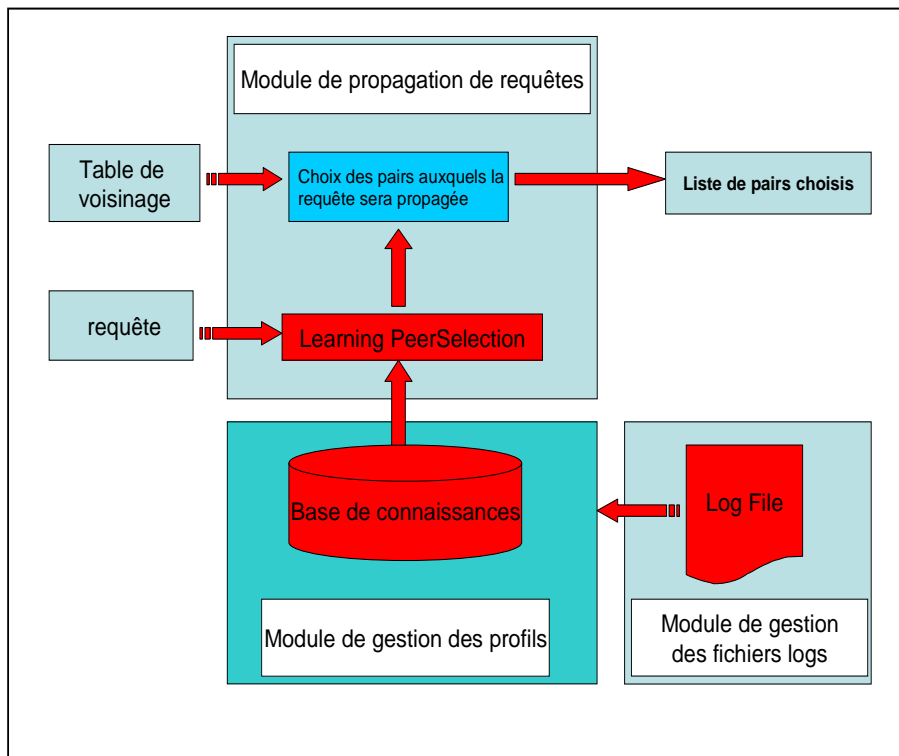 Module de propagation de requêtes
Table de
voisinage
Choix des pairs auxquels la
requête sera propagée
Liste de pairs choisis
requête
Learning PeerSelection
Base de connaissances
Log File
Module de gestion des profils
Module de gestion
des fichiers logs